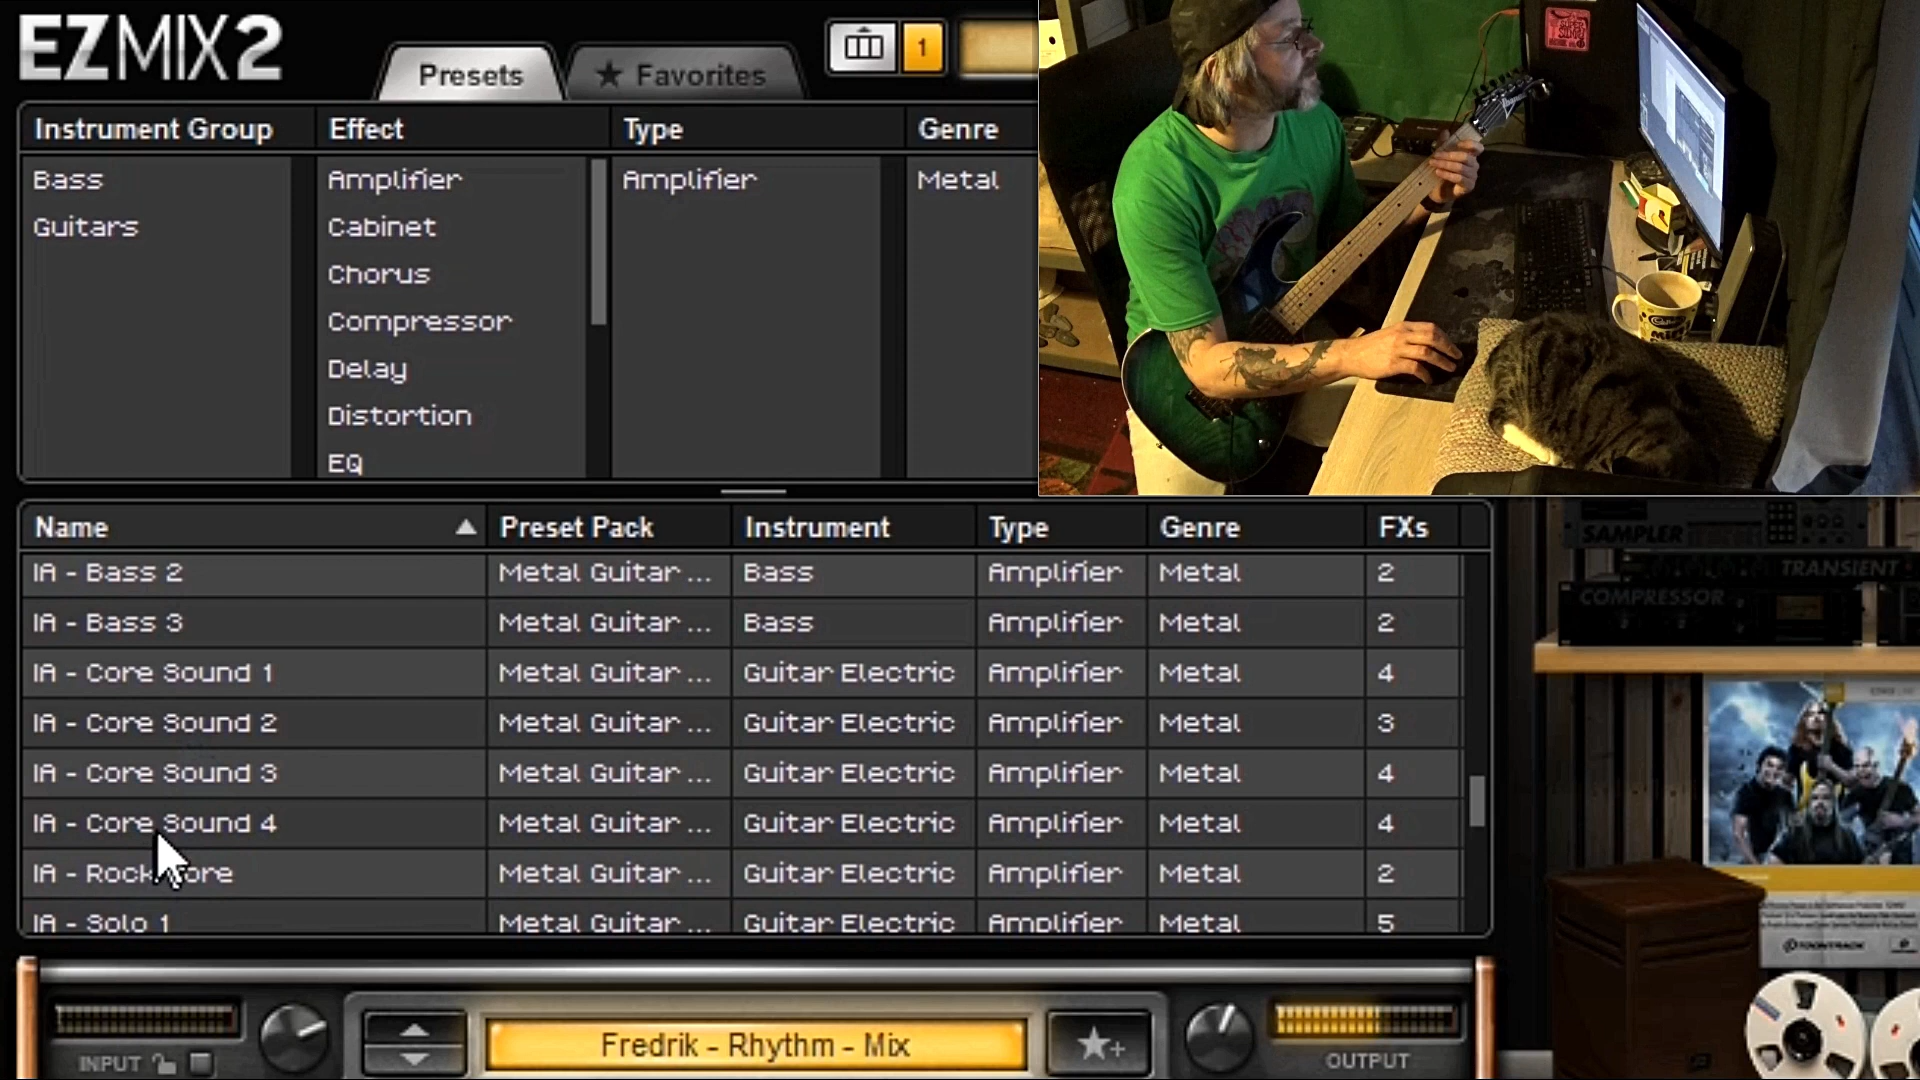 EZMIX2
Presets
★ Favorites
1
Instrument Group Effect Type Genre
Bass Amplifier Amplifier Metal
Guitars Cabinet
Chorus
Compressor
Delay
Distortion
EQ
Name Preset Pack Instrument Type Genre FXs
IA - Bass 2 Metal Guitar ... Bass Amplifier Metal 2
IA - Bass 3 Metal Guitar ... Bass Amplifier Metal 2
IA - Core Sound 1 Metal Guitar ... Guitar Electric Amplifier Metal 4
IA - Core Sound 2 Metal Guitar ... Guitar Electric Amplifier Metal 3
IA - Core Sound 3 Metal Guitar ... Guitar Electric Amplifier Metal 4
IA - Core Sound 4 Metal Guitar ... Guitar Electric Amplifier Metal 4
IA - Rock Metal Guitar ... Guitar Electric Amplifier Metal 2
IA - Solo 1 Metal Guitar ... Guitar Electric Amplifier Metal 5
SAMPLER
TRANSIENT
COMPRESSOR
TOONTRACK
Fredrik - Rhythm - Mix
INPUT
OUTPUT